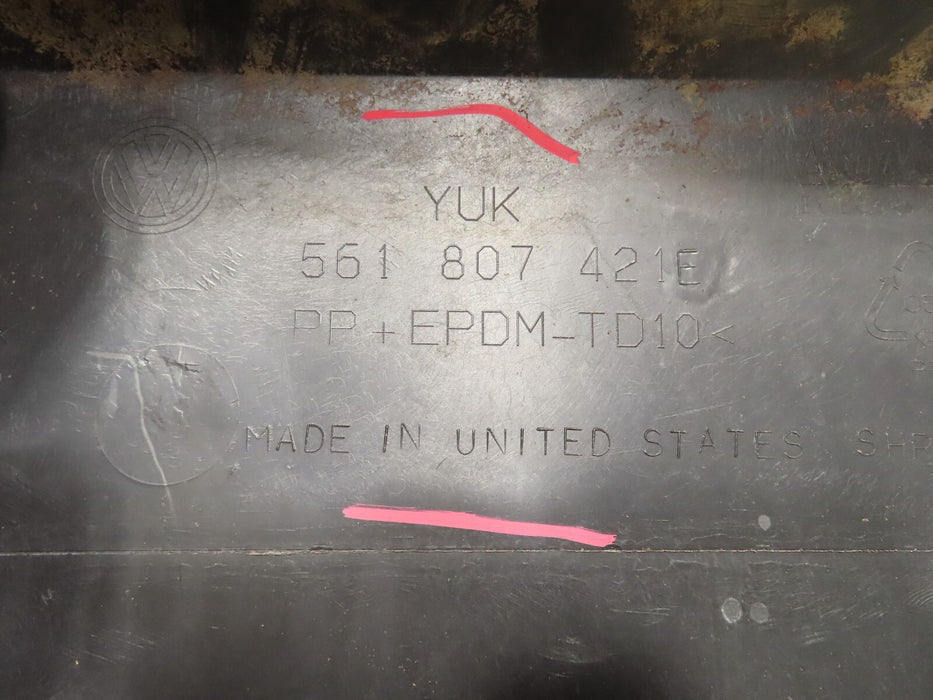 YUK
561 807 421E
PP+EPDM-TD10<
MADE IN UNITED STATES